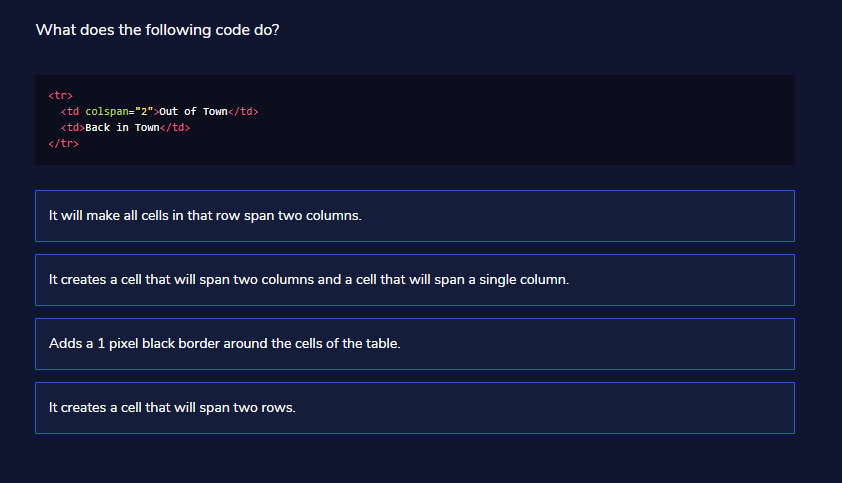 What does the following code do?
<tr>
<td colspan="2">Out of Town</td>
<td>Back in Town</td>
</tr>
It will make all cells in that row span two columns.
It creates a cell that will span two columns and a cell that will span a single column.
Adds a 1 pixel black border around the cells of the table.
It creates a cell that will span two rows.